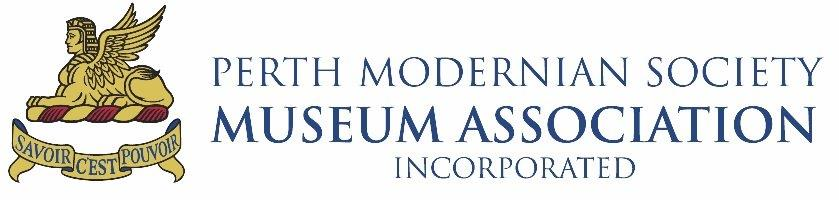 SAVOIR C'EST POUVOIR
PERTH MODERNIAN SOCIETY
MUSEUM ASSOCIATION
INCORPORATED